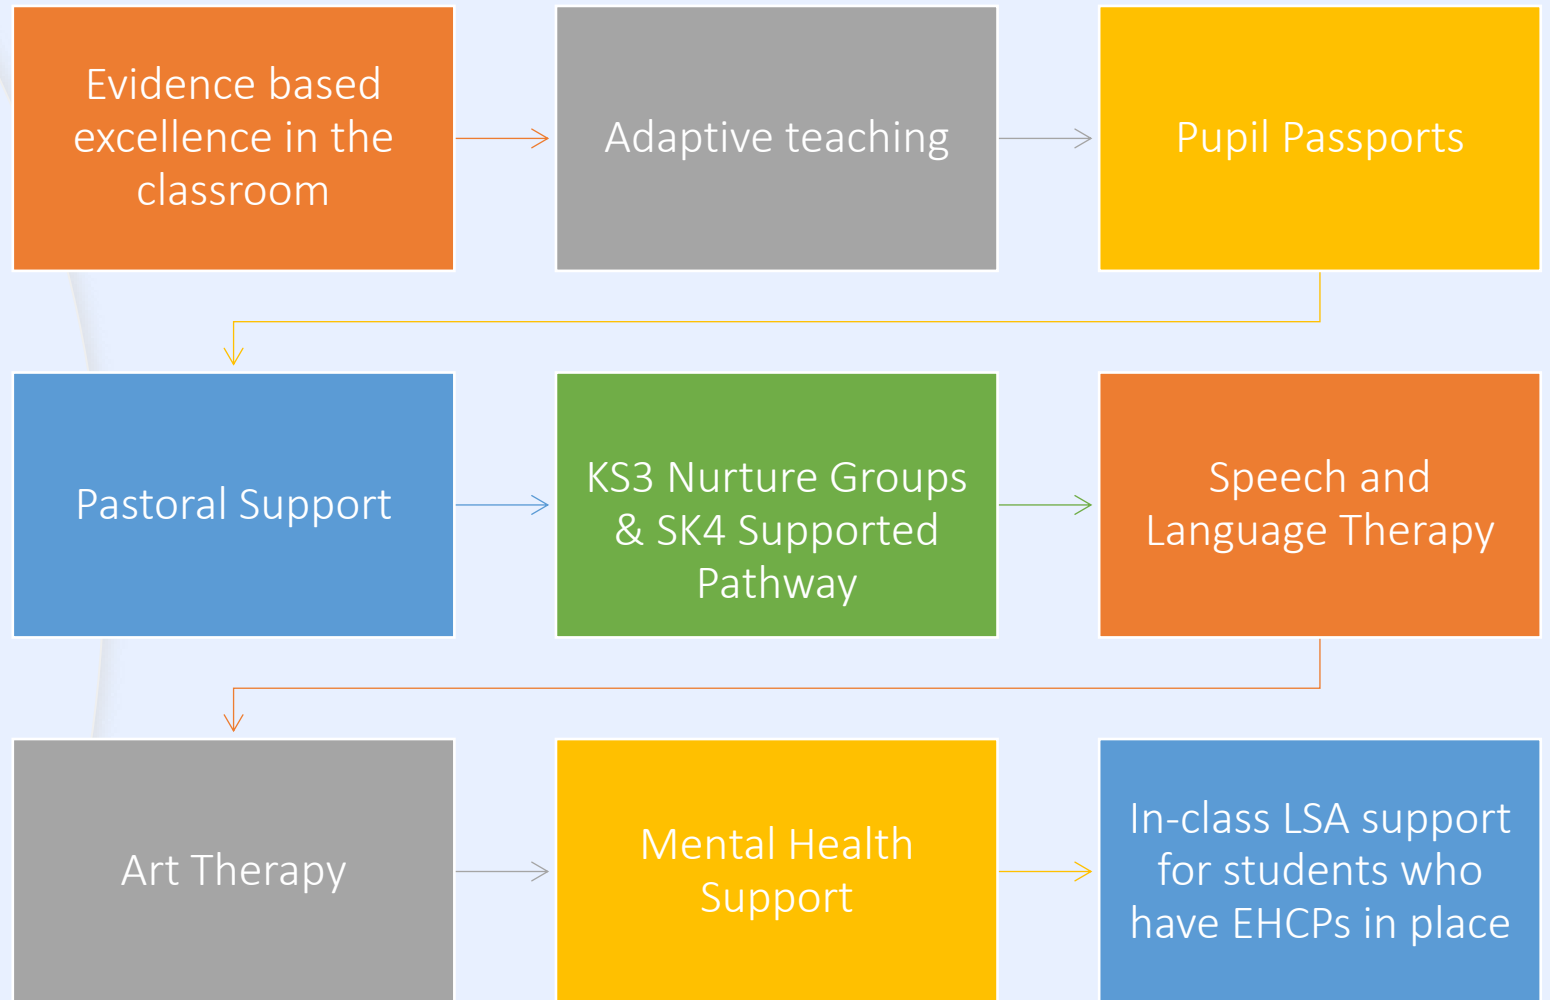 Evidence based
excellence in the
classroom
Adaptive teaching
Pupil Passports
Pastoral Support
KS3 Nurture Groups
& SK4 Supported
Pathway
Speech and
Language Therapy
Art Therapy
Mental Health
Support
In-class LSA support
for students who
have EHCPs in place